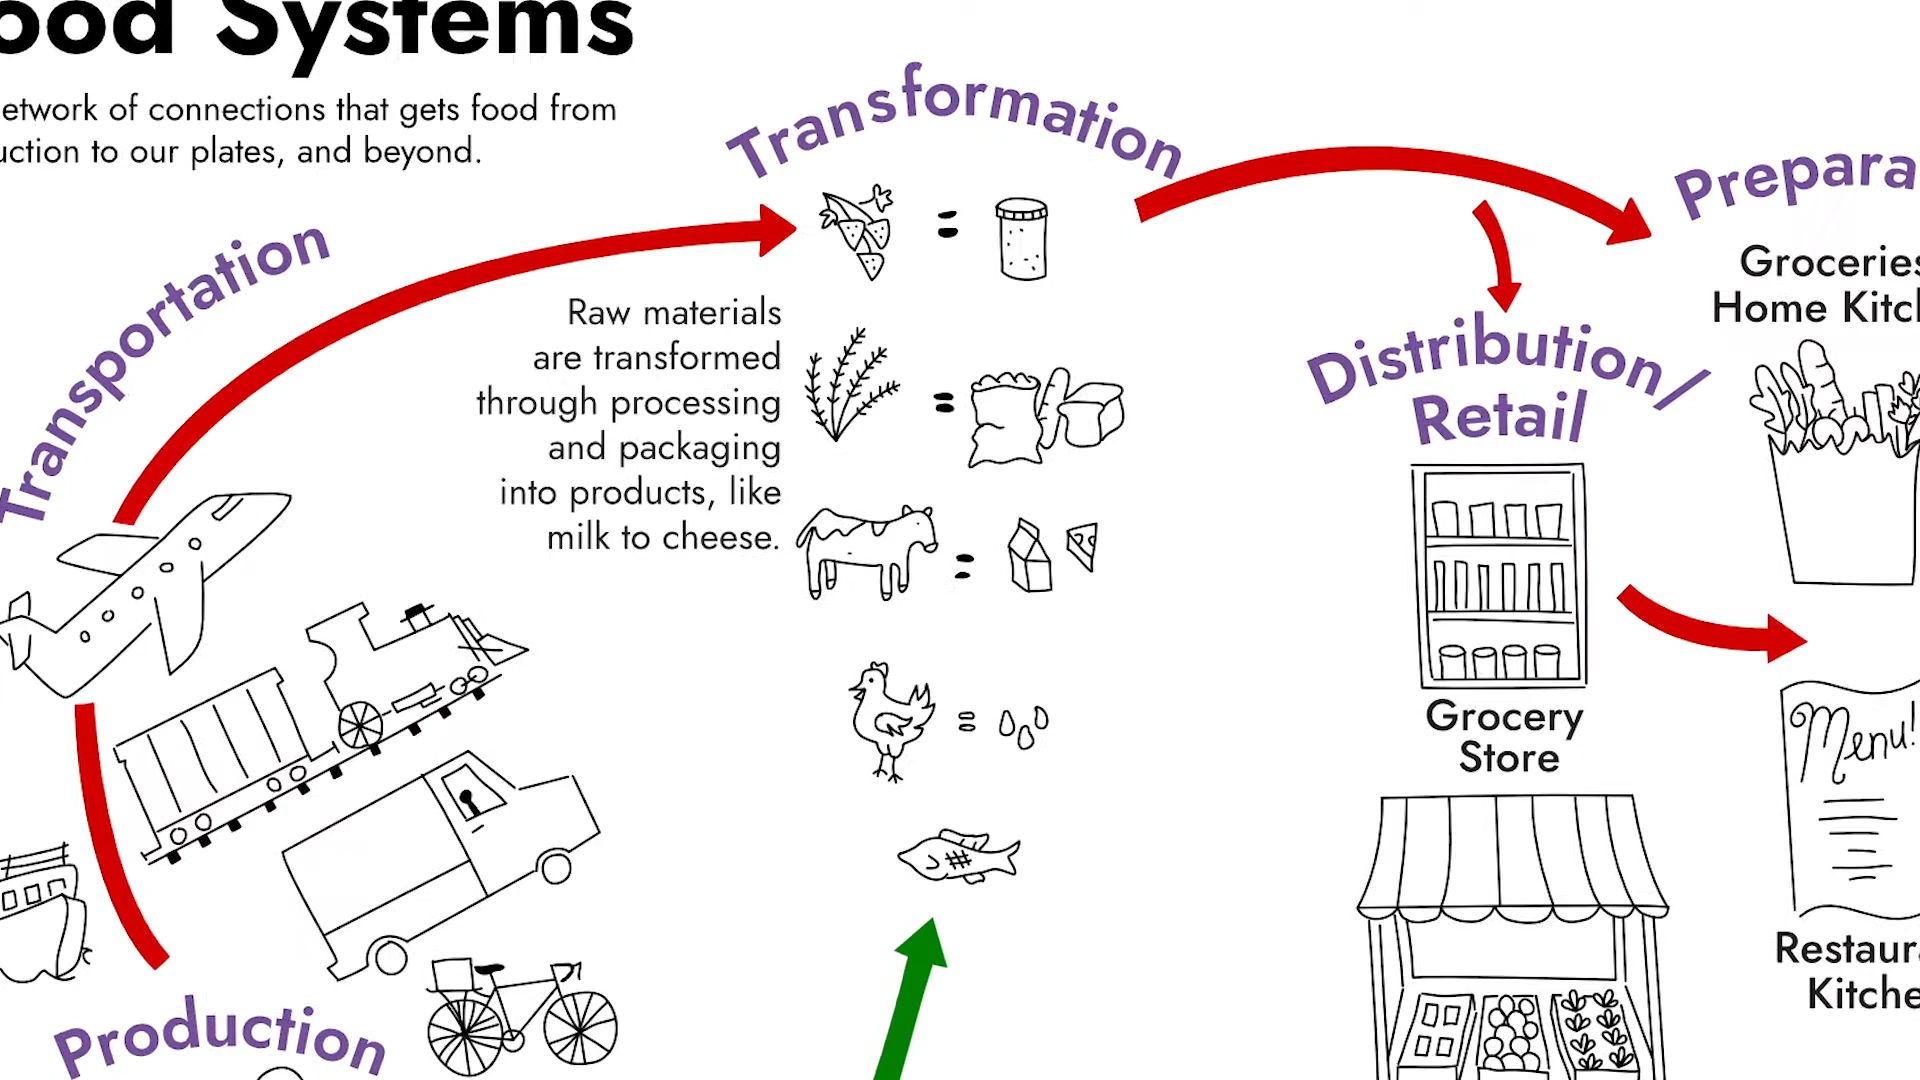 ood Systems
etwork of connections that gets food from
uction to our plates, and beyond.
Transportation
Transformation
Raw materials
are transformed
through processing
and packaging
into products, like
milk to cheese.
Production
Distribution/
Retail
Grocery
Store
Prepara
Groceries
Home Kitch
Menu!
Restaura
Kitche